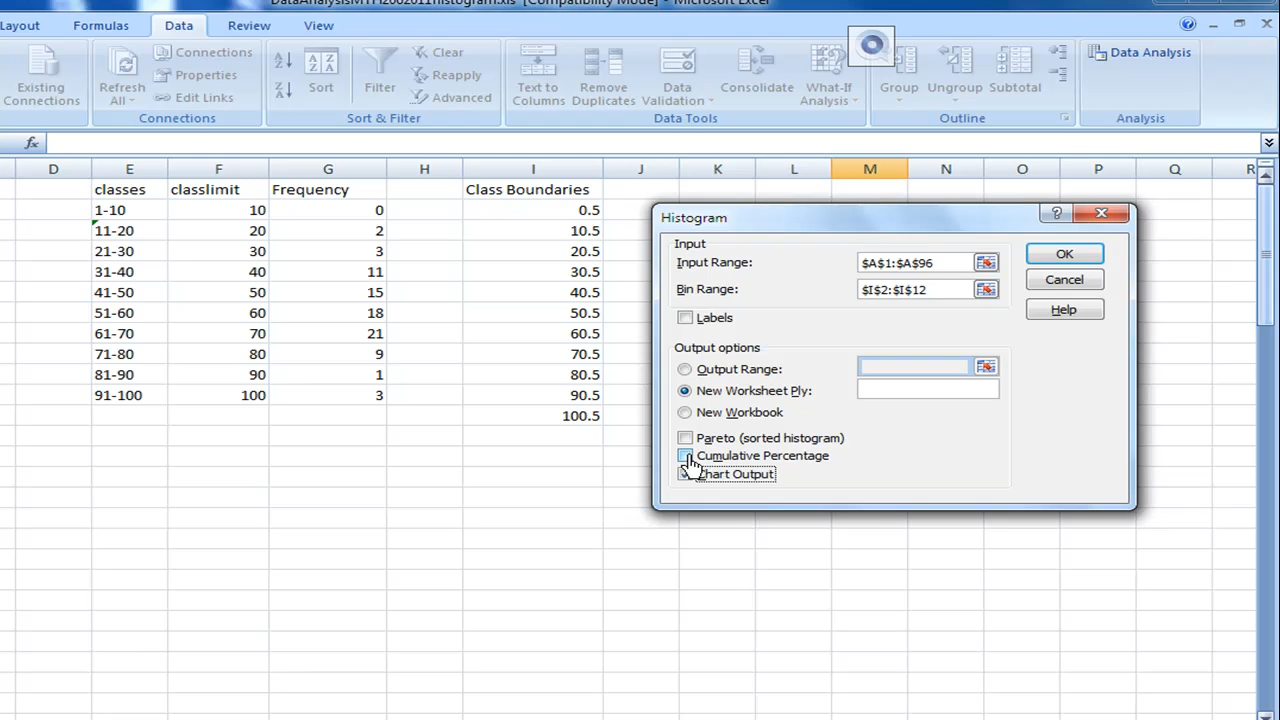 DataAnalysisMTH2002011histogram.xls [Compatibility Mode] - Microsoft Excel
Layout Formulas Data Review View
Existing Connections
Refresh All
Connections
Properties
Edit Links
Connections
Sort
Filter
Clear
Reapply
Advanced
Sort & Filter
Text to Columns
Remove Duplicates
Data Validation
Consolidate
What-If Analysis
Data Tools
Group
Ungroup
Subtotal
Outline
Data Analysis
Analysis
fx
D E F G H I J K L M N O P Q R
classes classlimit Frequency Class Boundaries
1-10 10 0 0.5
11-20 20 2 10.5
21-30 30 3 20.5
31-40 40 11 30.5
41-50 50 15 40.5
51-60 60 18 50.5
61-70 70 21 60.5
71-80 80 9 70.5
81-90 90 1 80.5
91-100 100 3 90.5
100.5
Histogram
Input
Input Range: $A$1:$A$96
Bin Range: $I$2:$I$12
Labels
OK
Cancel
Help
Output options
Output Range:
New Worksheet Ply:
New Workbook
Pareto (sorted histogram)
Cumulative Percentage
Chart Output